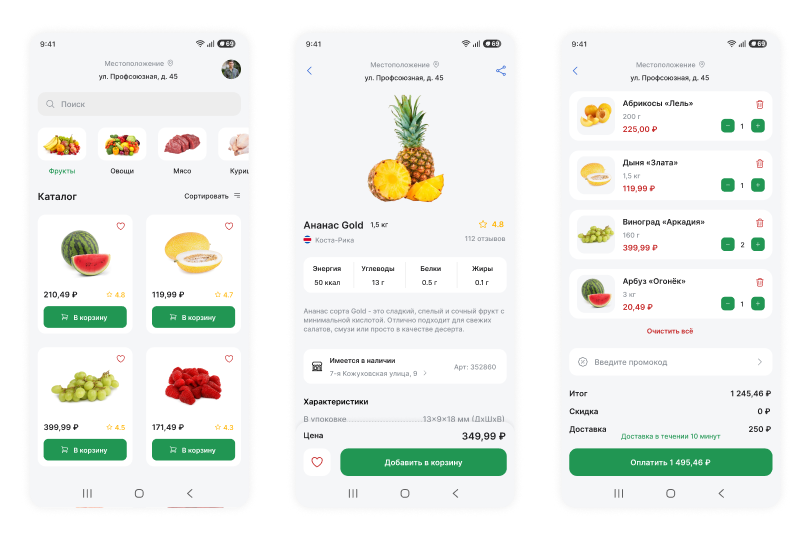 9:41
69
Местоположение
ул. Профсоюзная, д. 45
Поиск
Фрукты
Овощи
Мясо
Кури
Каталог
Сортировать
210,49 ₽
4.8
В корзину
119,99 ₽
4.7
В корзину
399,99 ₽
4.5
В корзину
171,49 ₽
4.3
В корзину
9:41
69
Местоположение
ул. Профсоюзная, д. 45
Ананас Gold 1,5 кг
4.8
Коста-Рика
112 отзывов
Энергия
50 ккал
Углеводы
13 г
Белки
0.5 г
Жиры
0.1 г
Ананас сорта Gold - это сладкий, спелый и сочный фрукт с
минимальной кислотой. Отлично подходит для свежих
салатов, смузи или просто в качестве десерта.
Имеется в наличии
7-я Кожуховская улица, 9
Арт: 352860
Характеристики
В упаковке 13×9×18 мм (ДхШхВ)
Цена 349,99 ₽
Добавить в корзину
9:41
69
Местоположение
ул. Профсоюзная, д. 45
Абрикосы «Лель»
200 г
225,00 ₽
1
Дыня «Злата»
1,5 кг
119,99 ₽
1
Виноград «Аркадия»
160 г
399,99 ₽
2
Арбуз «Огонёк»
3 кг
20,49 ₽
1
Очистить всё
Введите промокод
Итог 1 245,46 ₽
Скидка 0 ₽
Доставка 250 ₽
Доставка в течении 10 минут
Оплатить 1 495,46 ₽